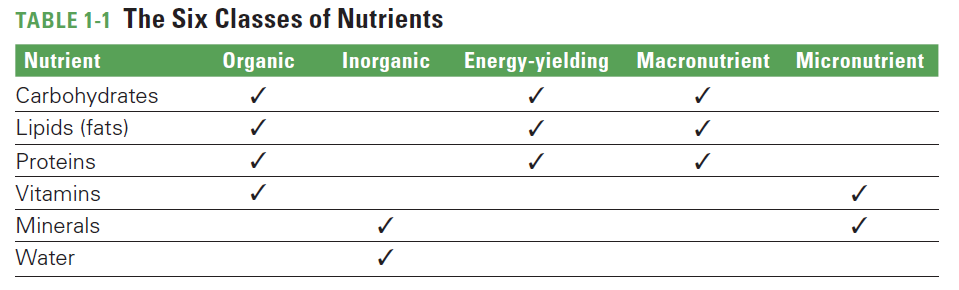 TABLE 1-1 The Six Classes of Nutrients
Nutrient Organic Inorganic Energy-yielding Macronutrient Micronutrient
Carbohydrates ✓ ✓ ✓
Lipids (fats) ✓ ✓ ✓
Proteins ✓ ✓ ✓
Vitamins ✓ ✓
Minerals ✓ ✓
Water ✓